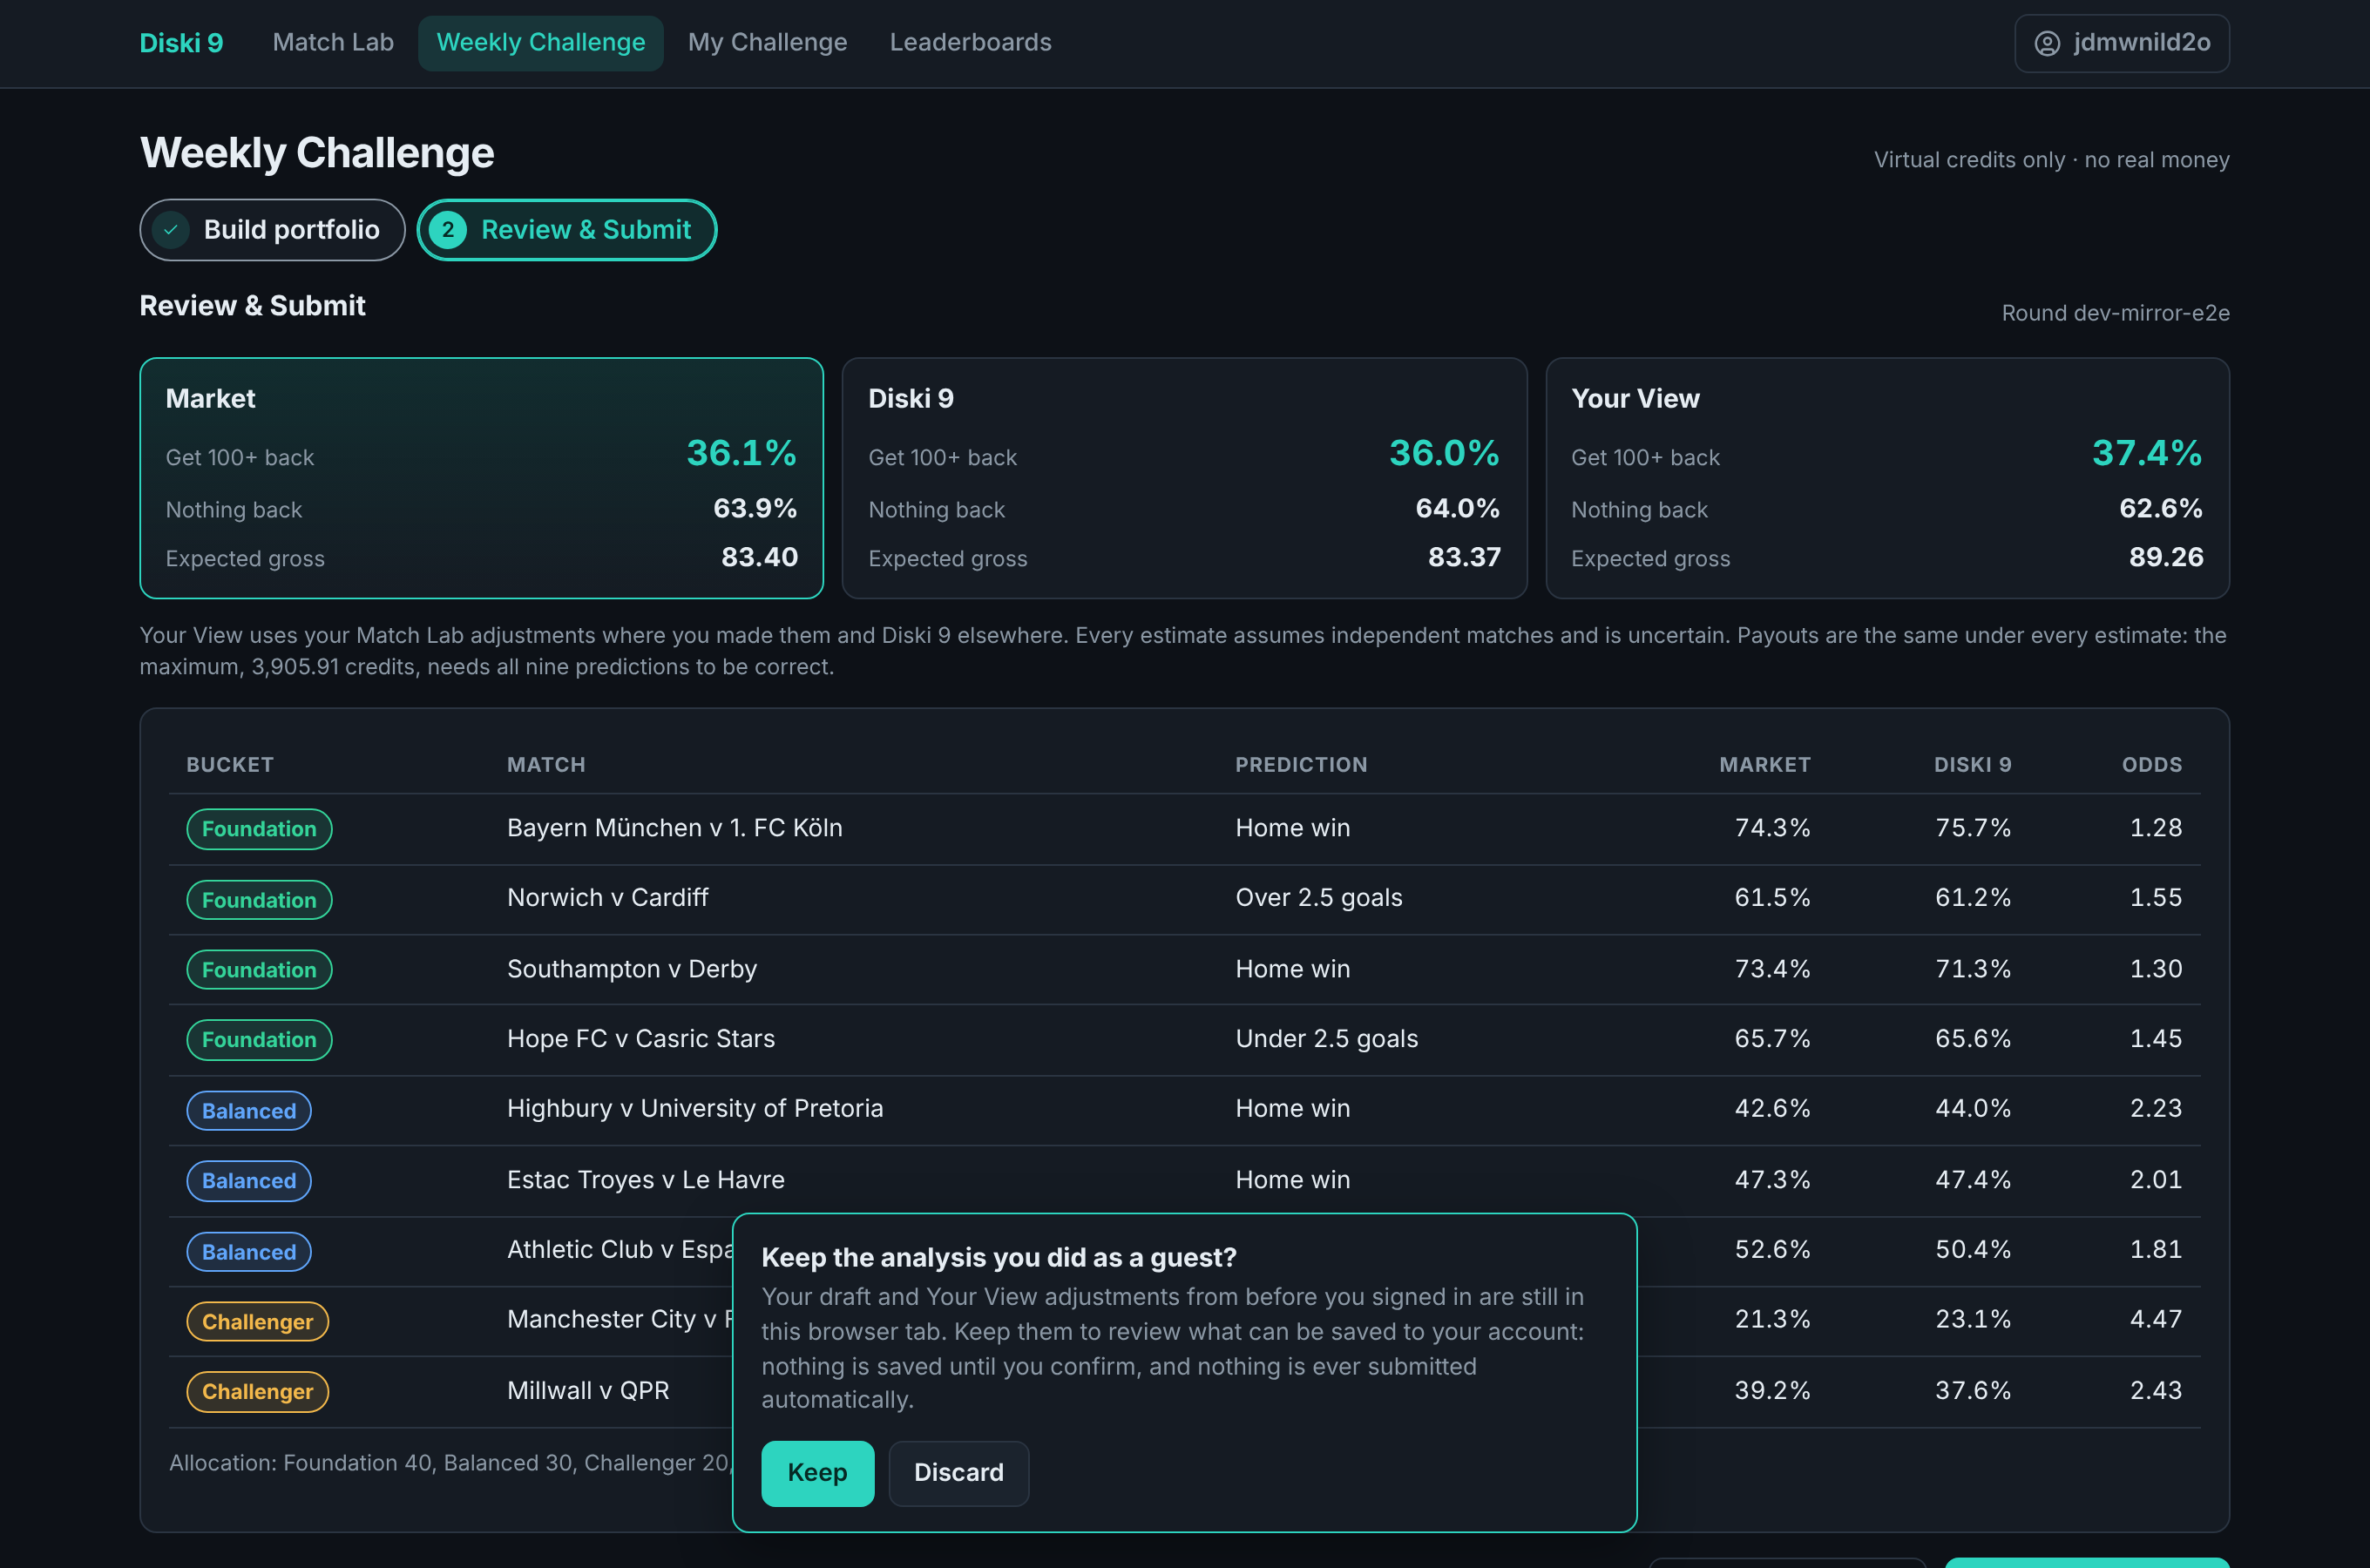 Diski 9 Match Lab Weekly Challenge My Challenge Leaderboards jdmwnild2o
Weekly Challenge
Virtual credits only · no real money
Build portfolio 2 Review & Submit
Review & Submit
Round dev-mirror-e2e
Market
Get 100+ back 36.1%
Nothing back 63.9%
Expected gross 83.40
Diski 9
Get 100+ back 36.0%
Nothing back 64.0%
Expected gross 83.37
Your View
Get 100+ back 37.4%
Nothing back 62.6%
Expected gross 89.26
Your View uses your Match Lab adjustments where you made them and Diski 9 elsewhere. Every estimate assumes independent matches and is uncertain. Payouts are the same under every estimate: the
maximum, 3,905.91 credits, needs all nine predictions to be correct.
BUCKET MATCH PREDICTION MARKET DISKI 9 ODDS
Foundation Bayern München v 1. FC Köln Home win 74.3% 75.7% 1.28
Foundation Norwich v Cardiff Over 2.5 goals 61.5% 61.2% 1.55
Foundation Southampton v Derby Home win 73.4% 71.3% 1.30
Foundation Hope FC v Casric Stars Under 2.5 goals 65.7% 65.6% 1.45
Balanced Highbury v University of Pretoria Home win 42.6% 44.0% 2.23
Balanced Estac Troyes v Le Havre Home win 47.3% 47.4% 2.01
Balanced Athletic Club v 52.6% 50.4% 1.81
Challenger Manchester City v 21.3% 23.1% 4.47
Challenger Millwall v QPR 39.2% 37.6% 2.43
Allocation: Foundation 40, Balanced 30, Challenger 20,
Keep the analysis you did as a guest?
Your draft and Your View adjustments from before you signed in are still in
this browser tab. Keep them to review what can be saved to your account:
nothing is saved until you confirm, and nothing is ever submitted
automatically.
Keep Discard